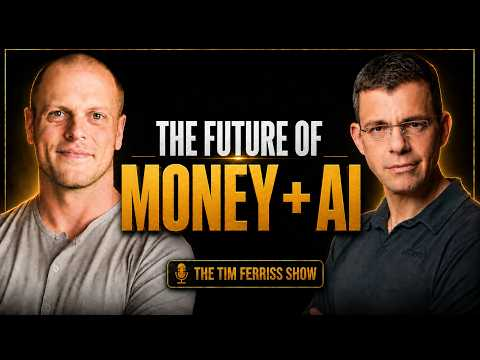 THE FUTURE OF
MONEY + AI
THE TIM FERRISS SHOW